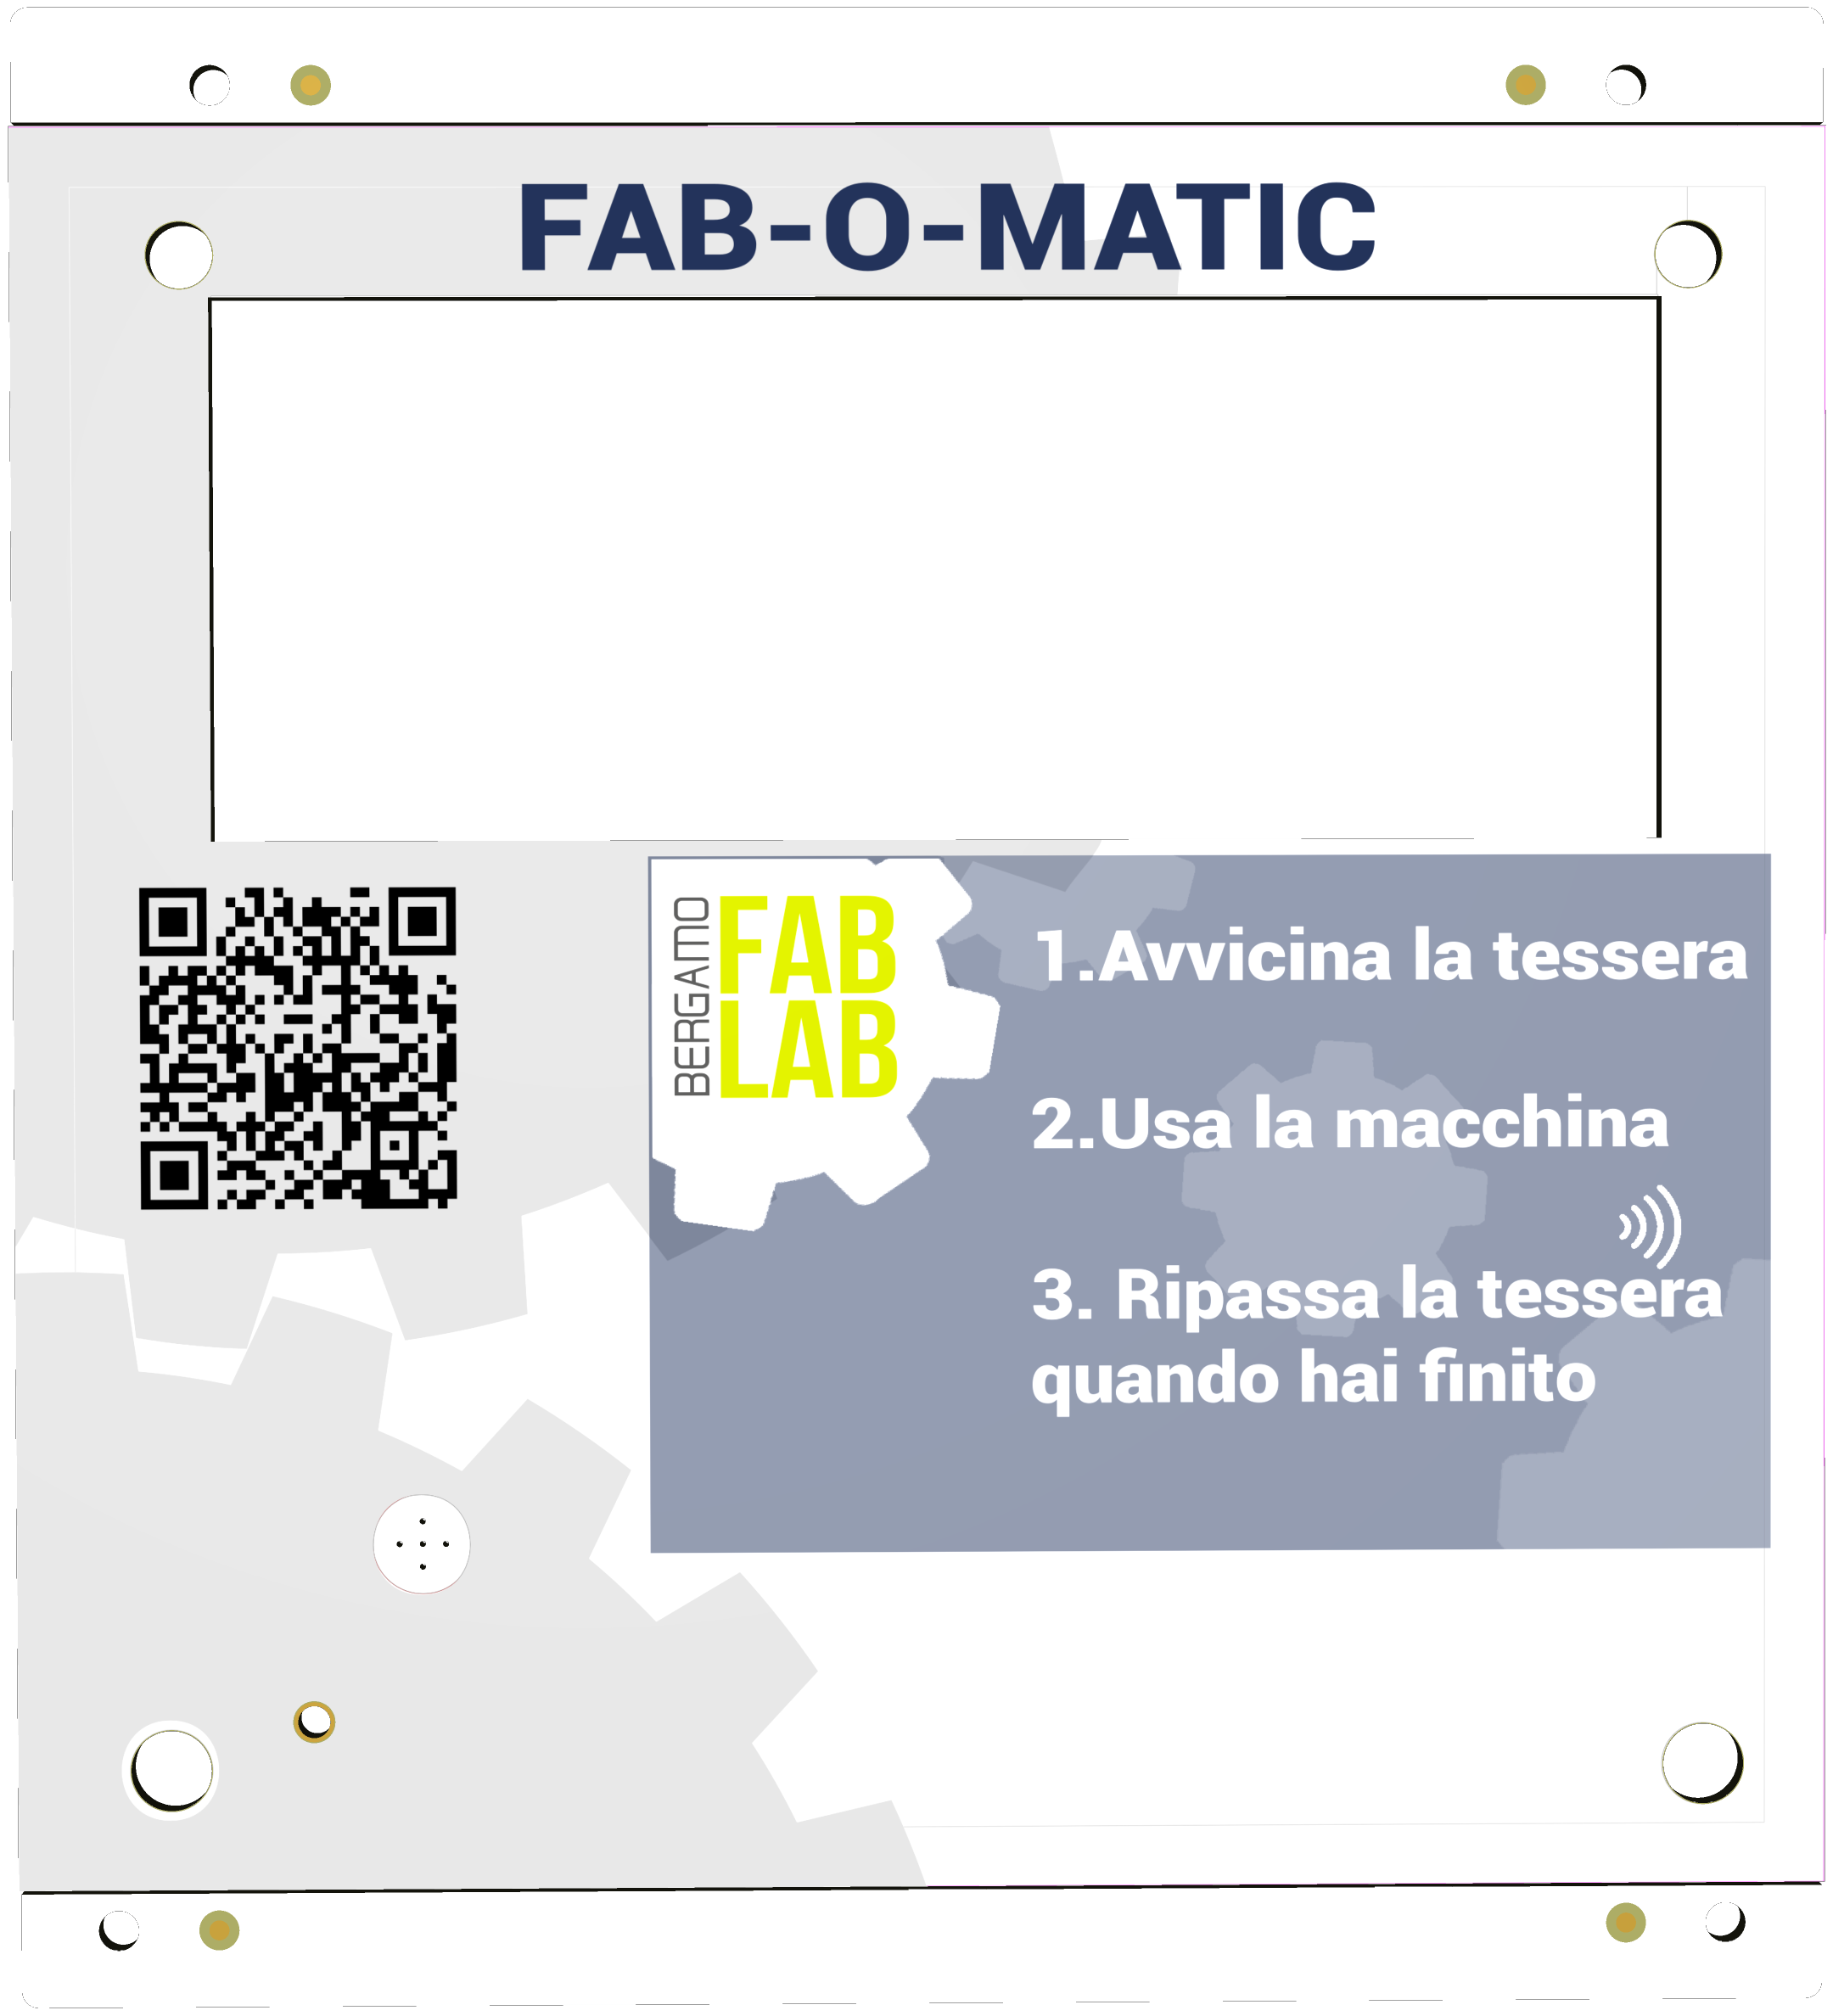 FAB-O-MATIC
BERGAMO
FAB
LAB
1.Avvicina la tessera
2.Usa la macchina
3. Ripassa la tessera
quando hai finito